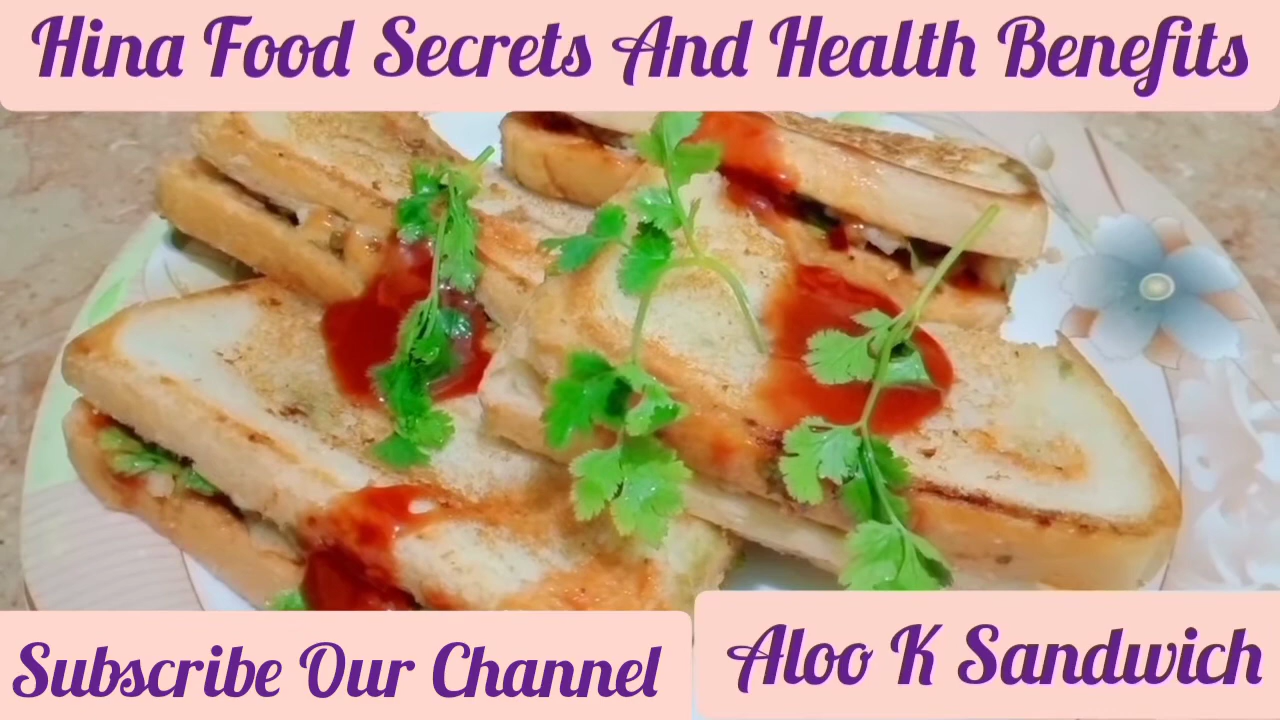 Hina Food Secrets And Health Benefits
Subscribe Our Channel
Aloo K Sandwich